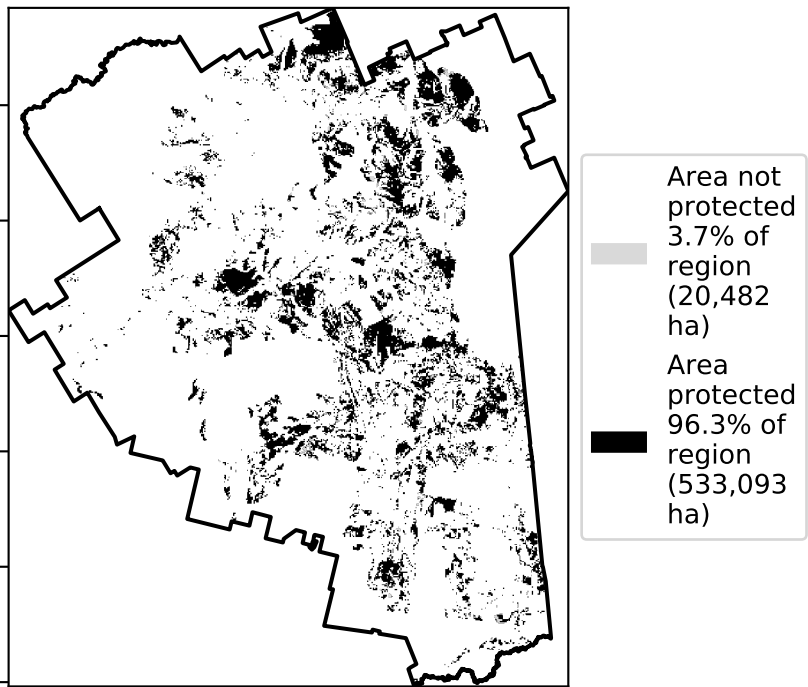 Area not
protected
3.7% of
region
(20,482
ha)
Area
protected
96.3% of
region
(533,093
ha)